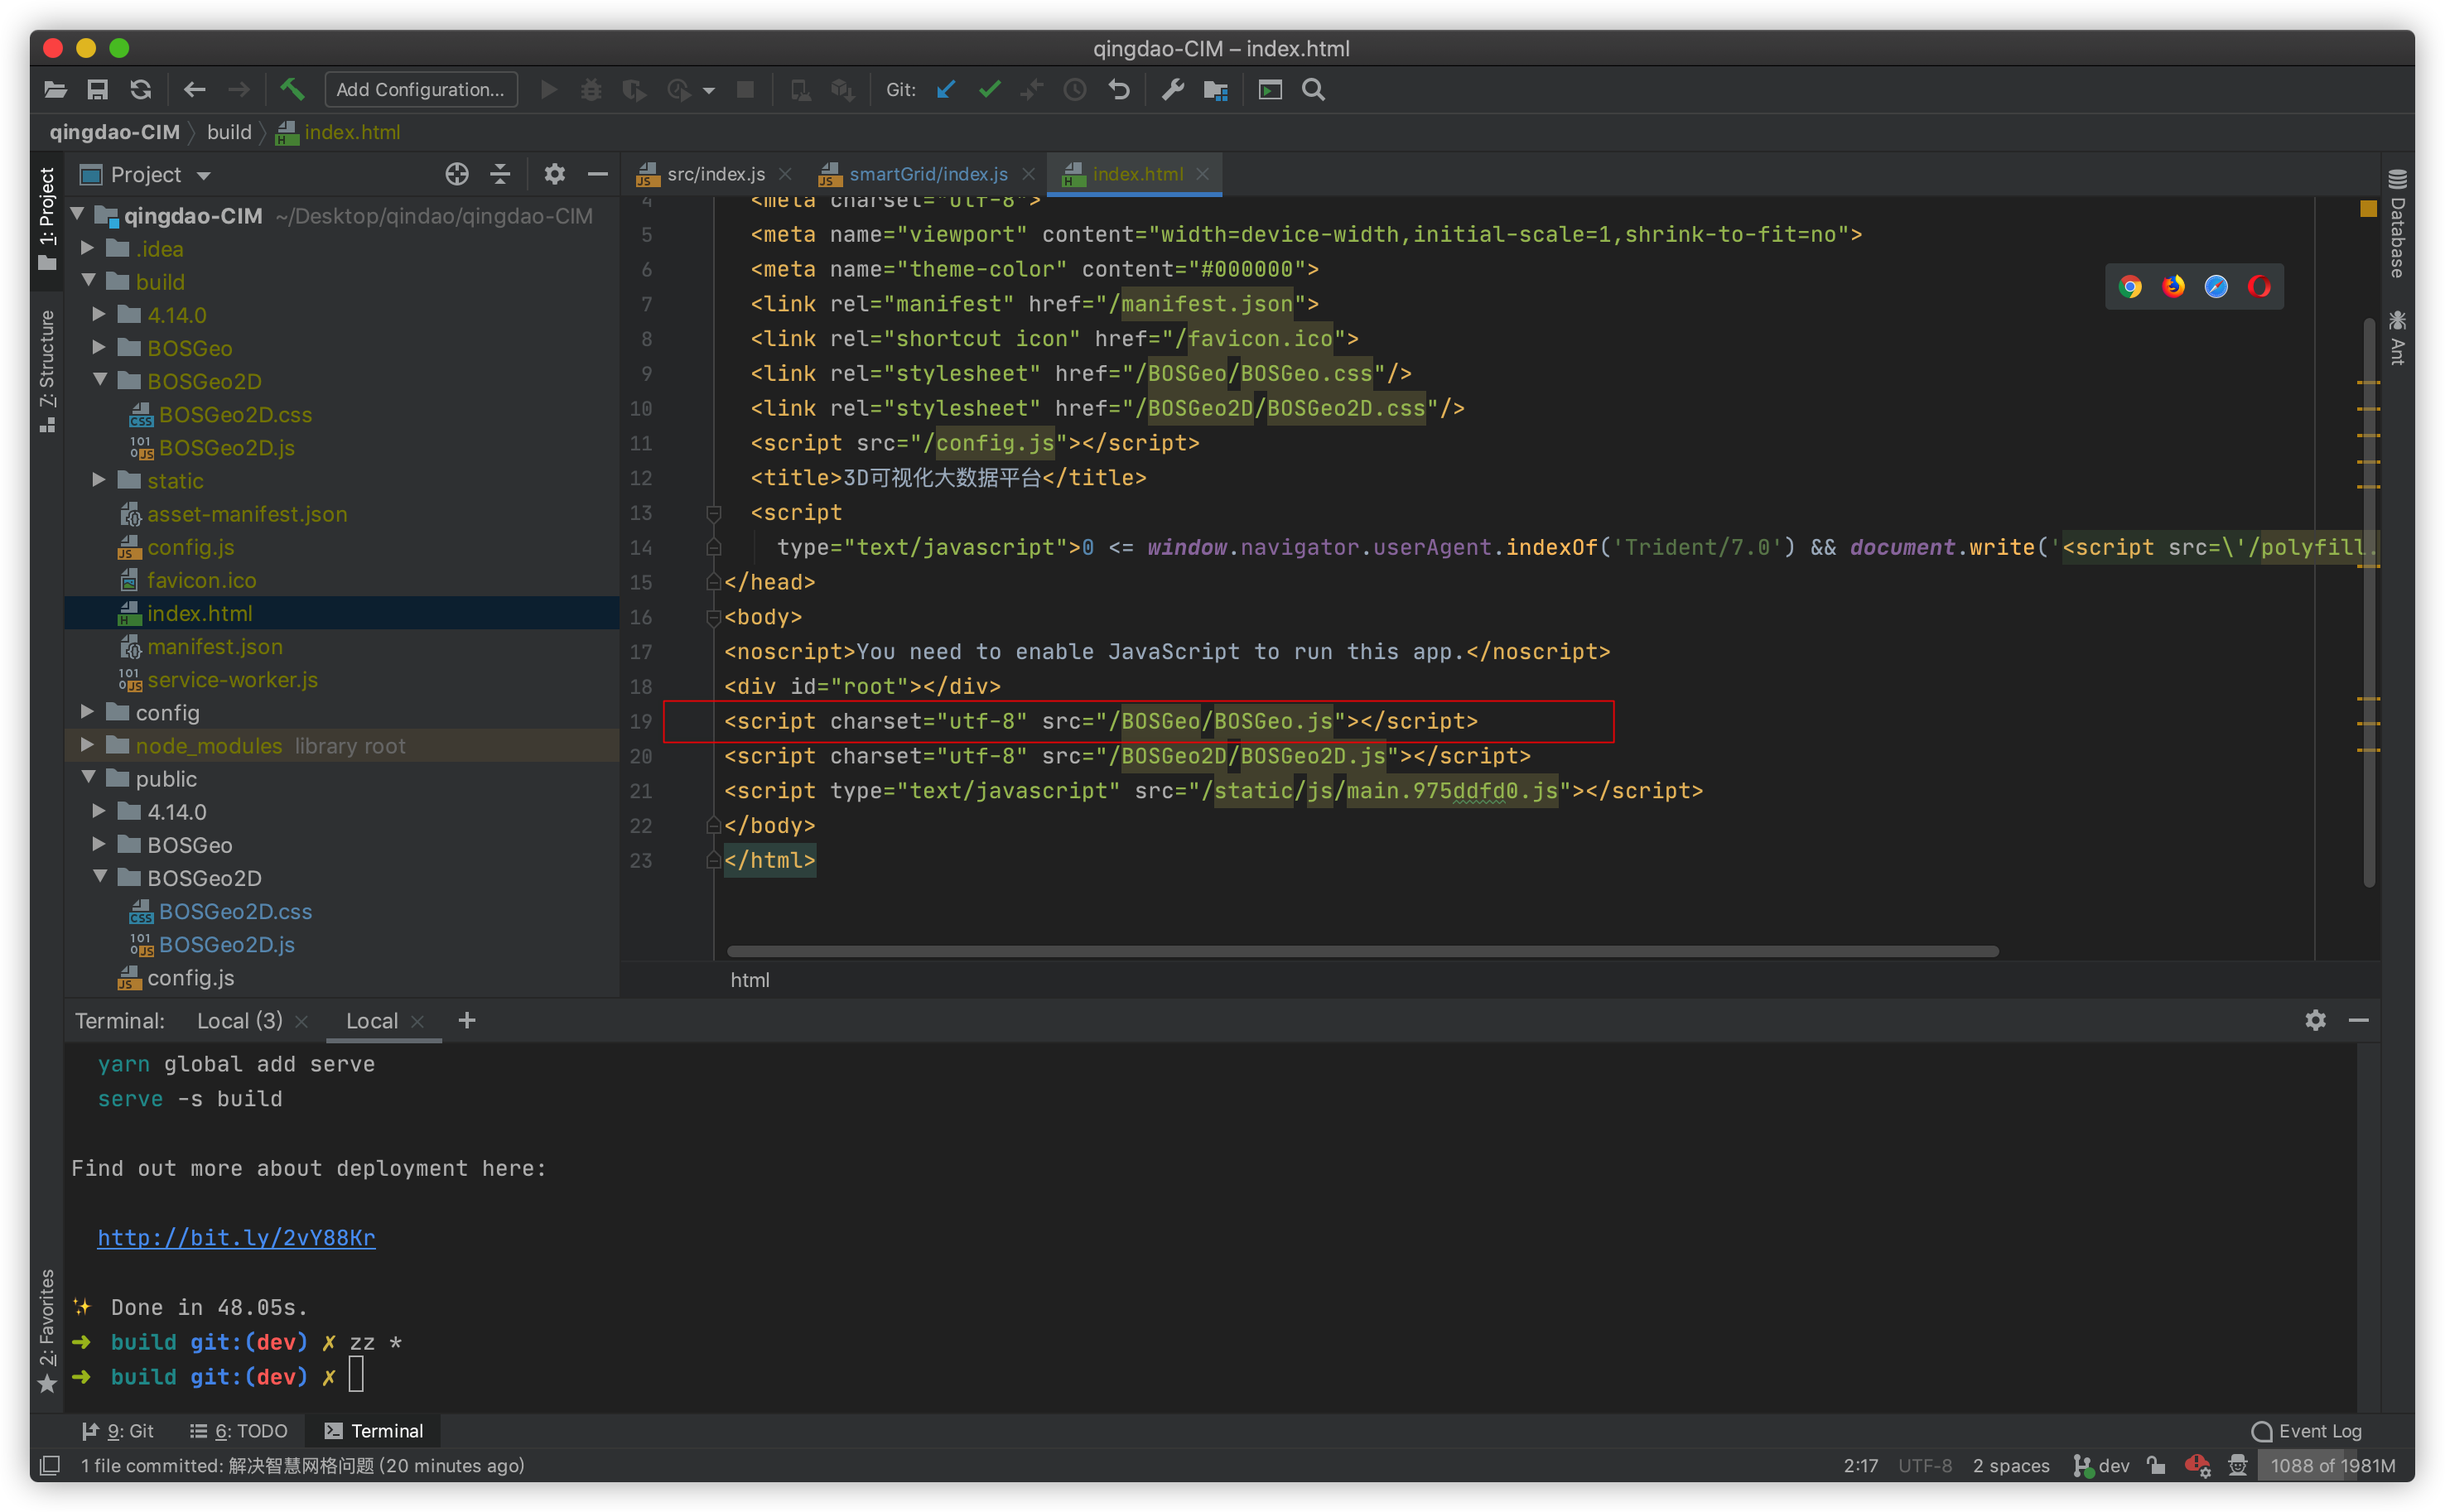 qingdao-CIM – index.html
Add Configuration...
Git:
qingdao-CIM
build
index.html
Project
src/index.js
smartGrid/index.js
index.html
1: Project
7: Structure
2: Favorites
Database
Ant
qingdao-CIM ~/Desktop/qindao/qingdao-CIM
.idea
build
4.14.0
BOSGeo
BOSGeo2D
BOSGeo2D.css
BOSGeo2D.js
static
asset-manifest.json
config.js
favicon.ico
index.html
manifest.json
service-worker.js
config
node_modules library root
public
4.14.0
BOSGeo
BOSGeo2D
BOSGeo2D.css
BOSGeo2D.js
config.js
4 <meta charset="utf-8">
5 <meta name="viewport" content="width=device-width,initial-scale=1,shrink-to-fit=no">
6 <meta name="theme-color" content="#000000">
7 <link rel="manifest" href="/manifest.json">
8 <link rel="shortcut icon" href="/favicon.ico">
9 <link rel="stylesheet" href="/BOSGeo/BOSGeo.css"/>
10 <link rel="stylesheet" href="/BOSGeo2D/BOSGeo2D.css"/>
11 <script src="/config.js"></script>
12 <title>3D可视化大数据平台</title>
13 <script
14 type="text/javascript">0 <= window.navigator.userAgent.indexOf('Trident/7.0') && document.write('<script src=\'/polyfill.
15 </head>
16 <body>
17 <noscript>You need to enable JavaScript to run this app.</noscript>
18 <div id="root"></div>
19 <script charset="utf-8" src="/BOSGeo/BOSGeo.js"></script>
20 <script charset="utf-8" src="/BOSGeo2D/BOSGeo2D.js"></script>
21 <script type="text/javascript" src="/static/js/main.975ddfd0.js"></script>
22 </body>
23 </html>
html
Terminal: Local (3) Local
yarn global add serve
serve -s build
Find out more about deployment here:
http://bit.ly/2vY88Kr
✨ Done in 48.05s.
➜ build git:(dev) ✗ zz *
➜ build git:(dev) ✗
9: Git
6: TODO
Terminal
Event Log
1 file committed: 解决智慧网格问题 (20 minutes ago)
2:17
UTF-8
2 spaces
dev
1088 of 1981M